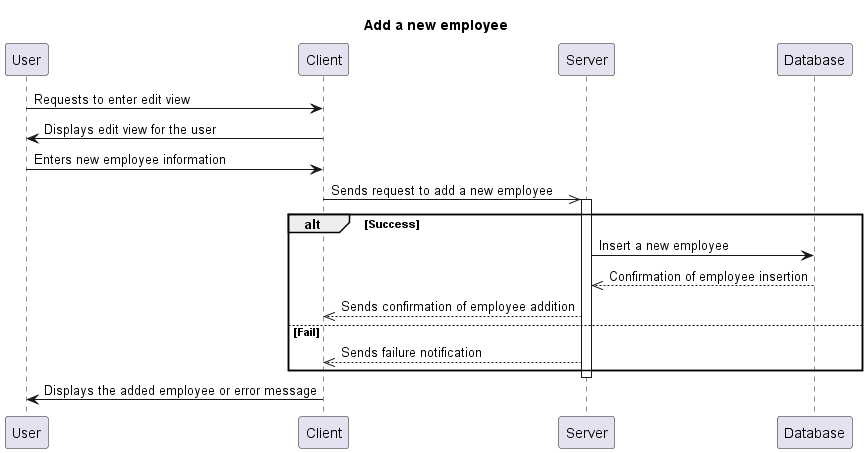 Add a new employee
User
Client
Server
Database
Requests to enter edit view
Displays edit view for the user
Enters new employee information
Sends request to add a new employee
alt [Success]
Insert a new employee
Confirmation of employee insertion
Sends confirmation of employee addition
[Fail]
Sends failure notification
Displays the added employee or error message
User
Client
Server
Database